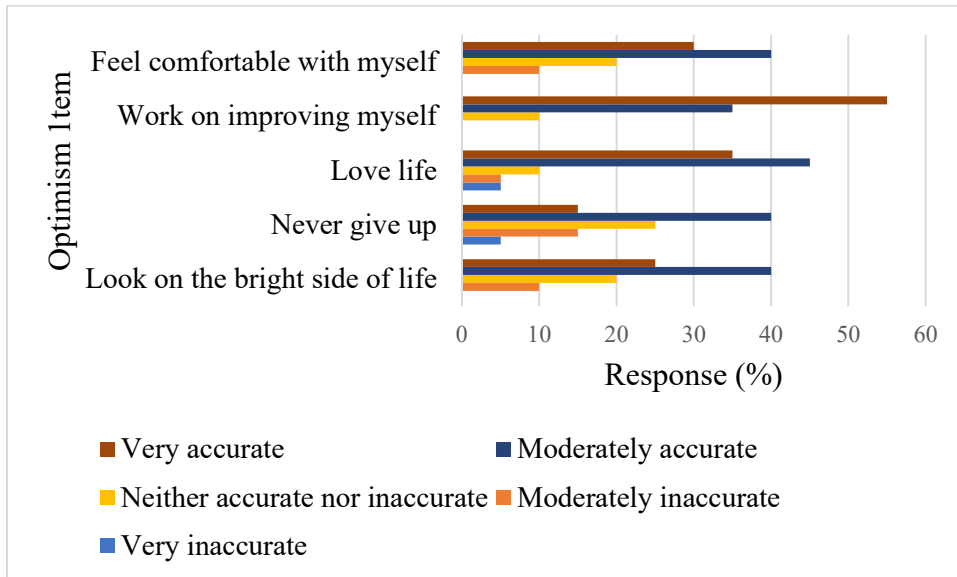 Optimism 1tem
Feel comfortable with myself
Work on improving myself
Love life
Never give up
Look on the bright side of life
0 10 20 30 40 50 60
Response (%)
Very accurate
Moderately accurate
Neither accurate nor inaccurate
Moderately inaccurate
Very inaccurate